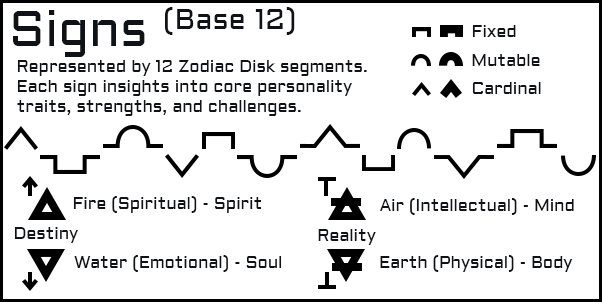 Signs (Base 12)
Represented by 12 Zodiac Disk segments.
Each sign insights into core personality
traits, strengths, and challenges.
Fixed
Mutable
Cardinal
Fire (Spiritual) - Spirit
Air (Intellectual) - Mind
Destiny
Reality
Water (Emotional) - Soul
Earth (Physical) - Body